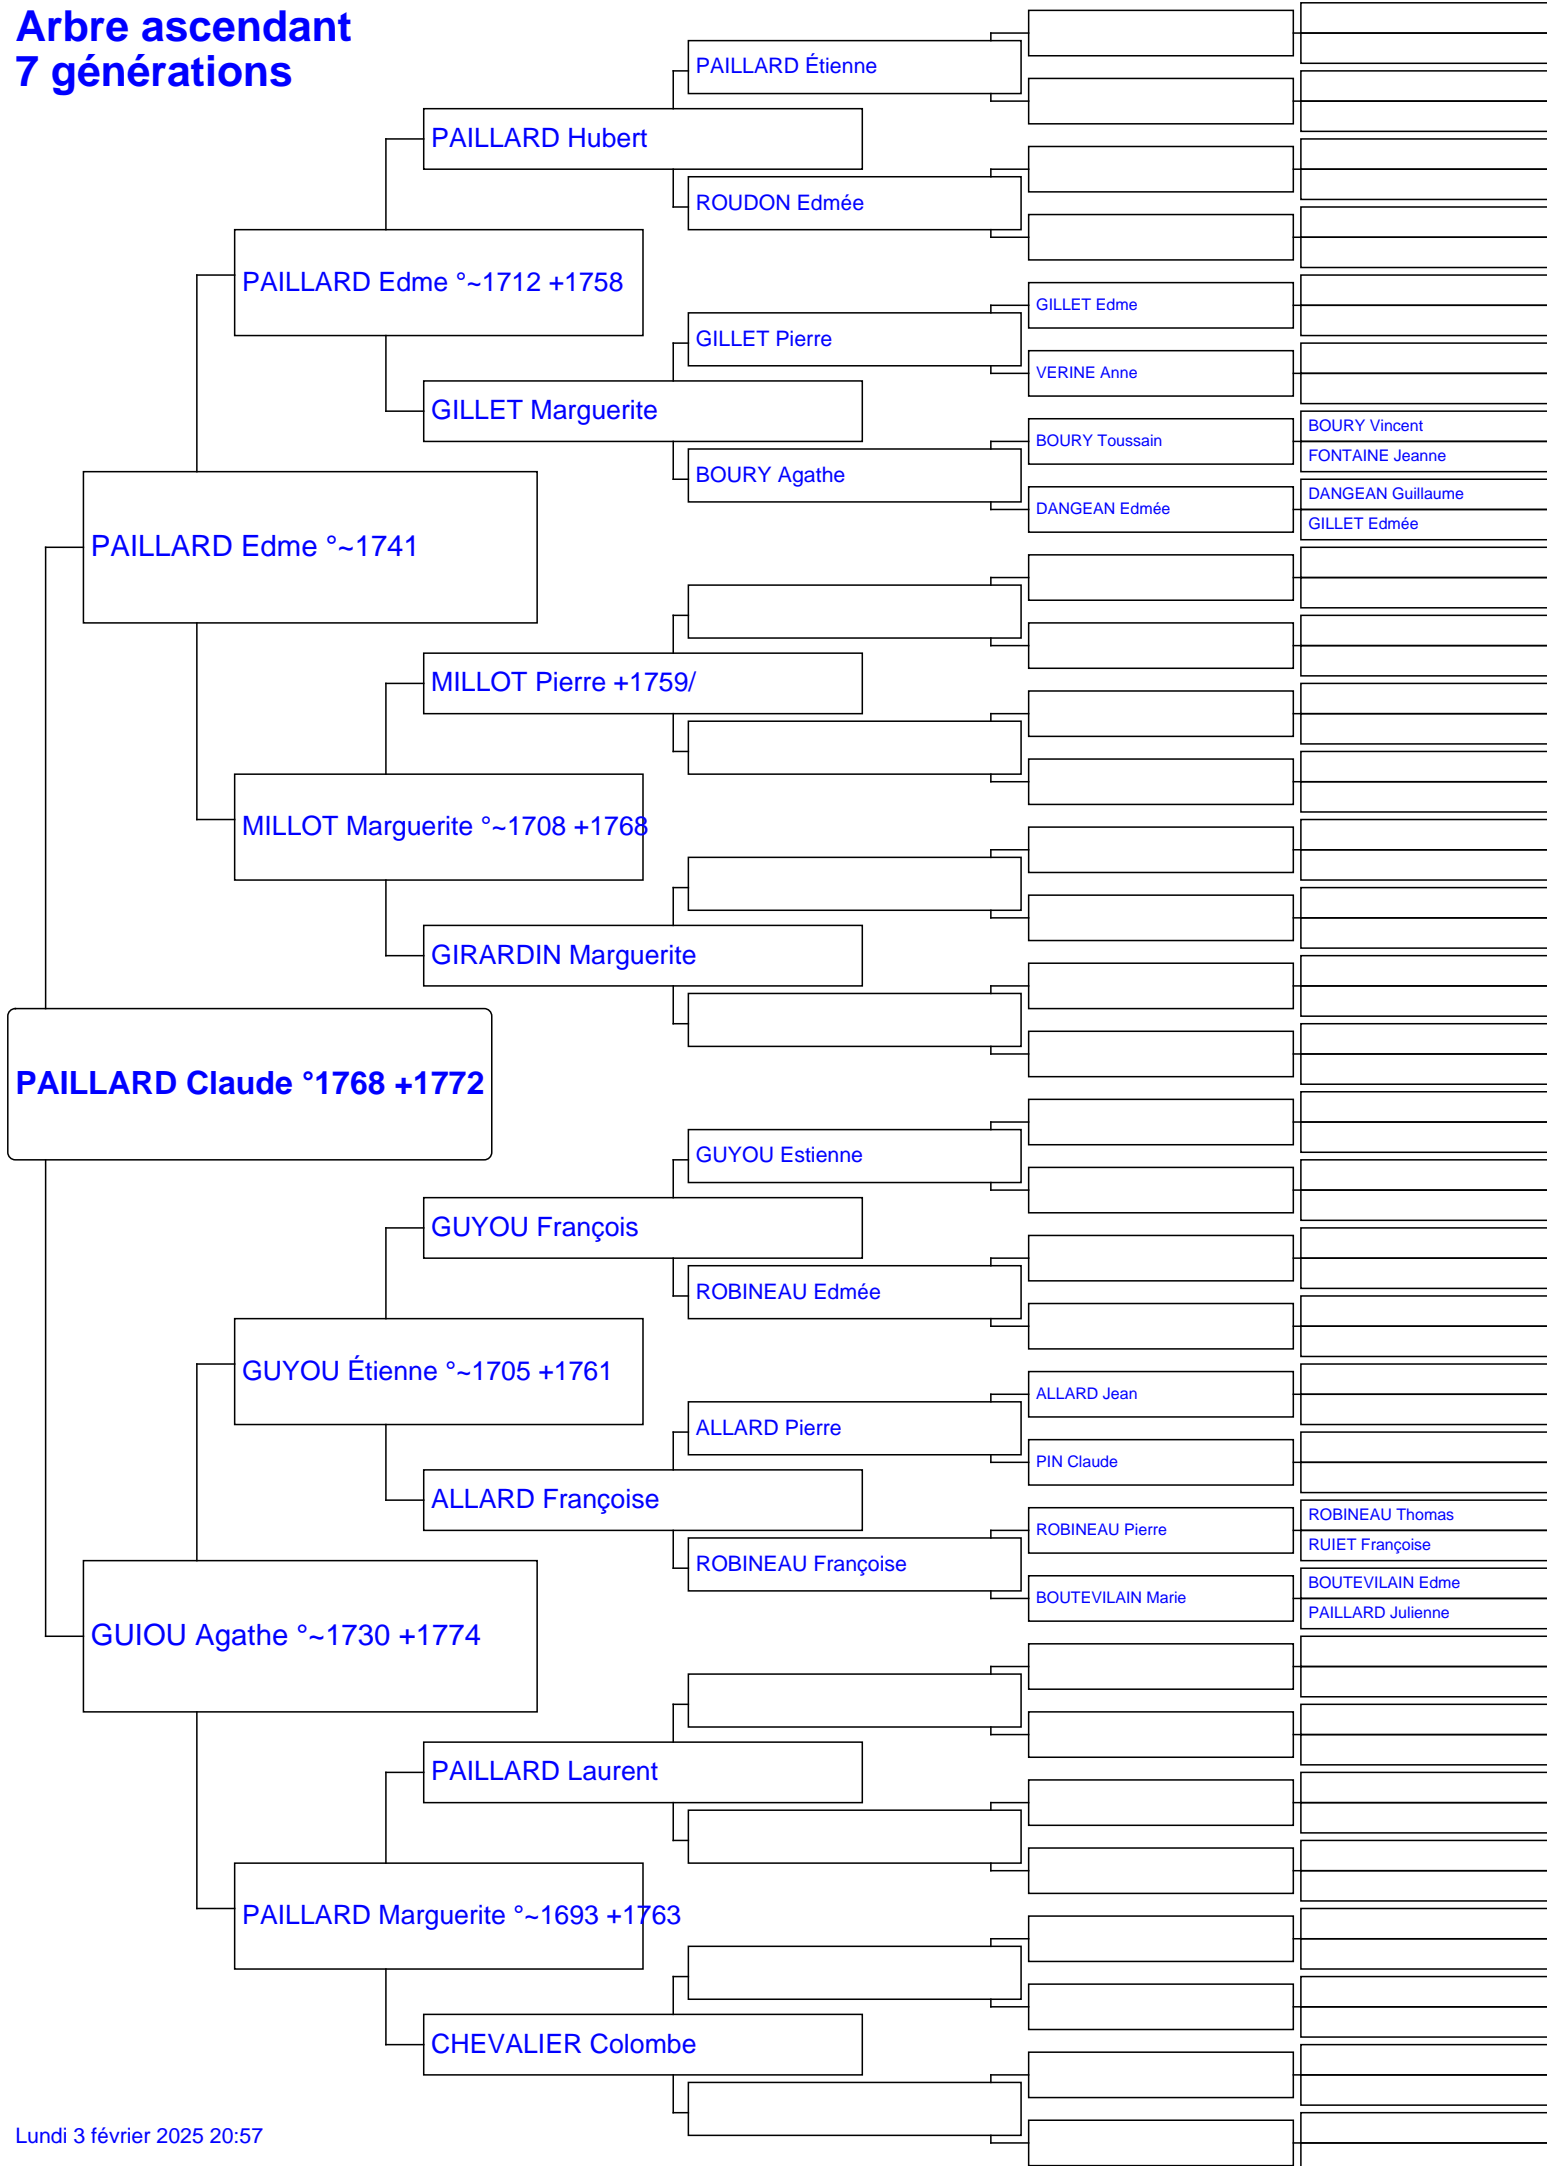 Arbre ascendant
7 générations
PAILLARD Étienne
PAILLARD Hubert
ROUDON Edmée
PAILLARD Edme °~1712 +1758
GILLET Edme
GILLET Pierre
VERINE Anne
GILLET Marguerite
BOURY Vincent
BOURY Toussain
FONTAINE Jeanne
BOURY Agathe
DANGEAN Guillaume
DANGEAN Edmée
GILLET Edmée
PAILLARD Edme °~1741
MILLOT Pierre +1759/
MILLOT Marguerite °~1708 +1768
GIRARDIN Marguerite
PAILLARD Claude °1768 +1772
GUYOU Estienne
GUYOU François
ROBINEAU Edmée
GUYOU Étienne °~1705 +1761
ALLARD Jean
ALLARD Pierre
PIN Claude
ALLARD Françoise
ROBINEAU Thomas
ROBINEAU Pierre
RUIET Françoise
ROBINEAU Françoise
BOUTEVILAIN Edme
BOUTEVILAIN Marie
PAILLARD Julienne
GUIOU Agathe °~1730 +1774
PAILLARD Laurent
PAILLARD Marguerite °~1693 +1763
CHEVALIER Colombe
Lundi 3 février 2025 20:57